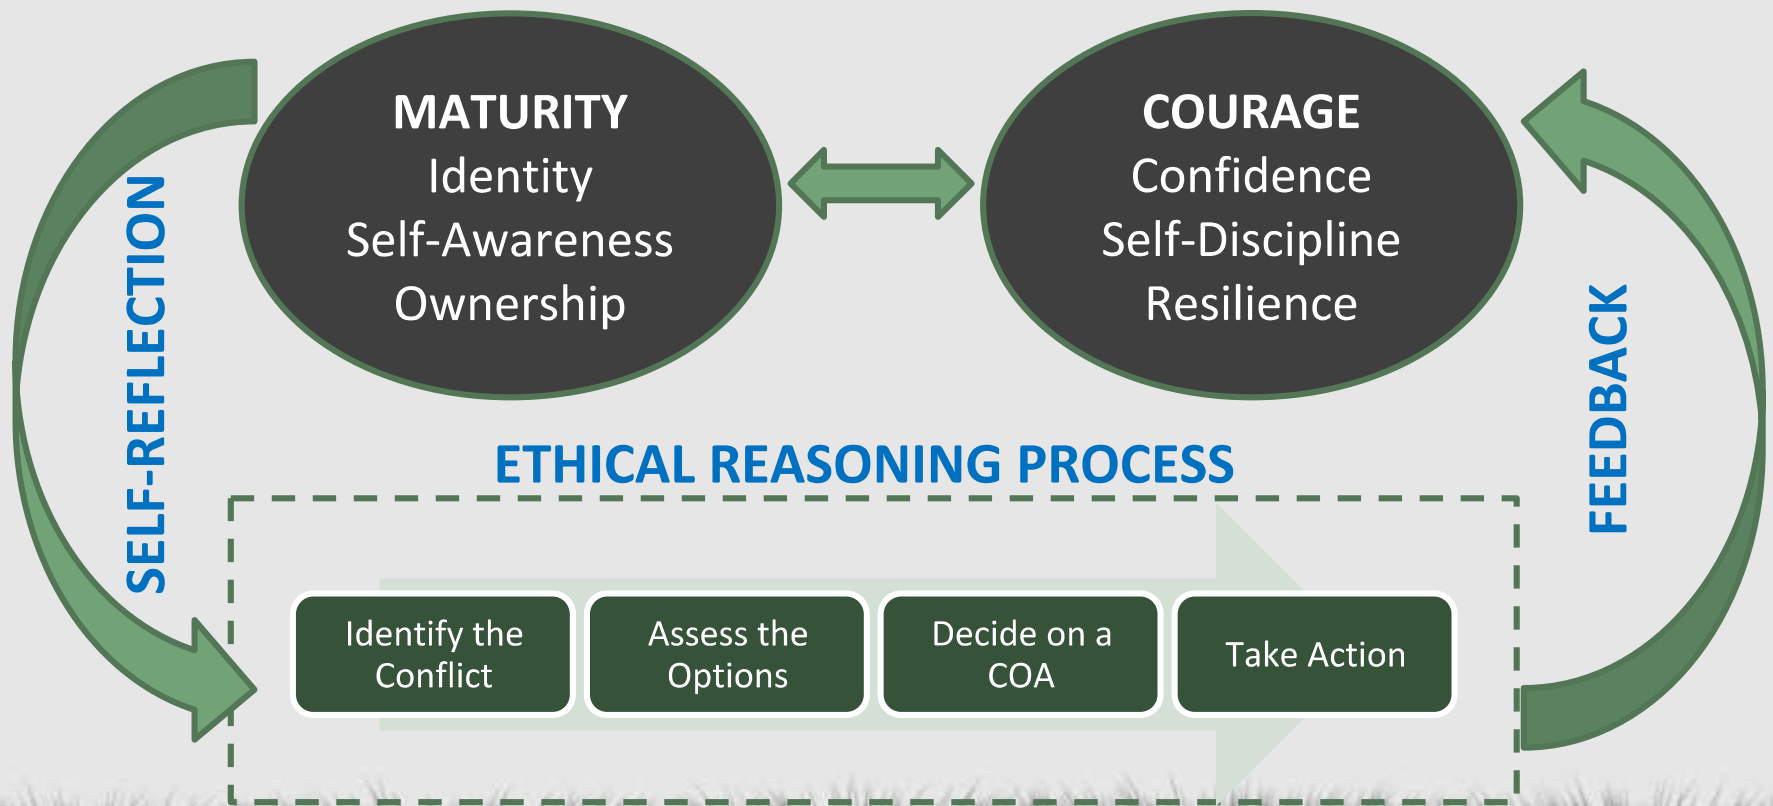 MATURITY
Identity
Self-Awareness
Ownership
COURAGE
Confidence
Self-Discipline
Resilience
SELF-REFLECTION
FEEDBACK
ETHICAL REASONING PROCESS
Identify the
Conflict
Assess the
Options
Decide on a
COA
Take Action